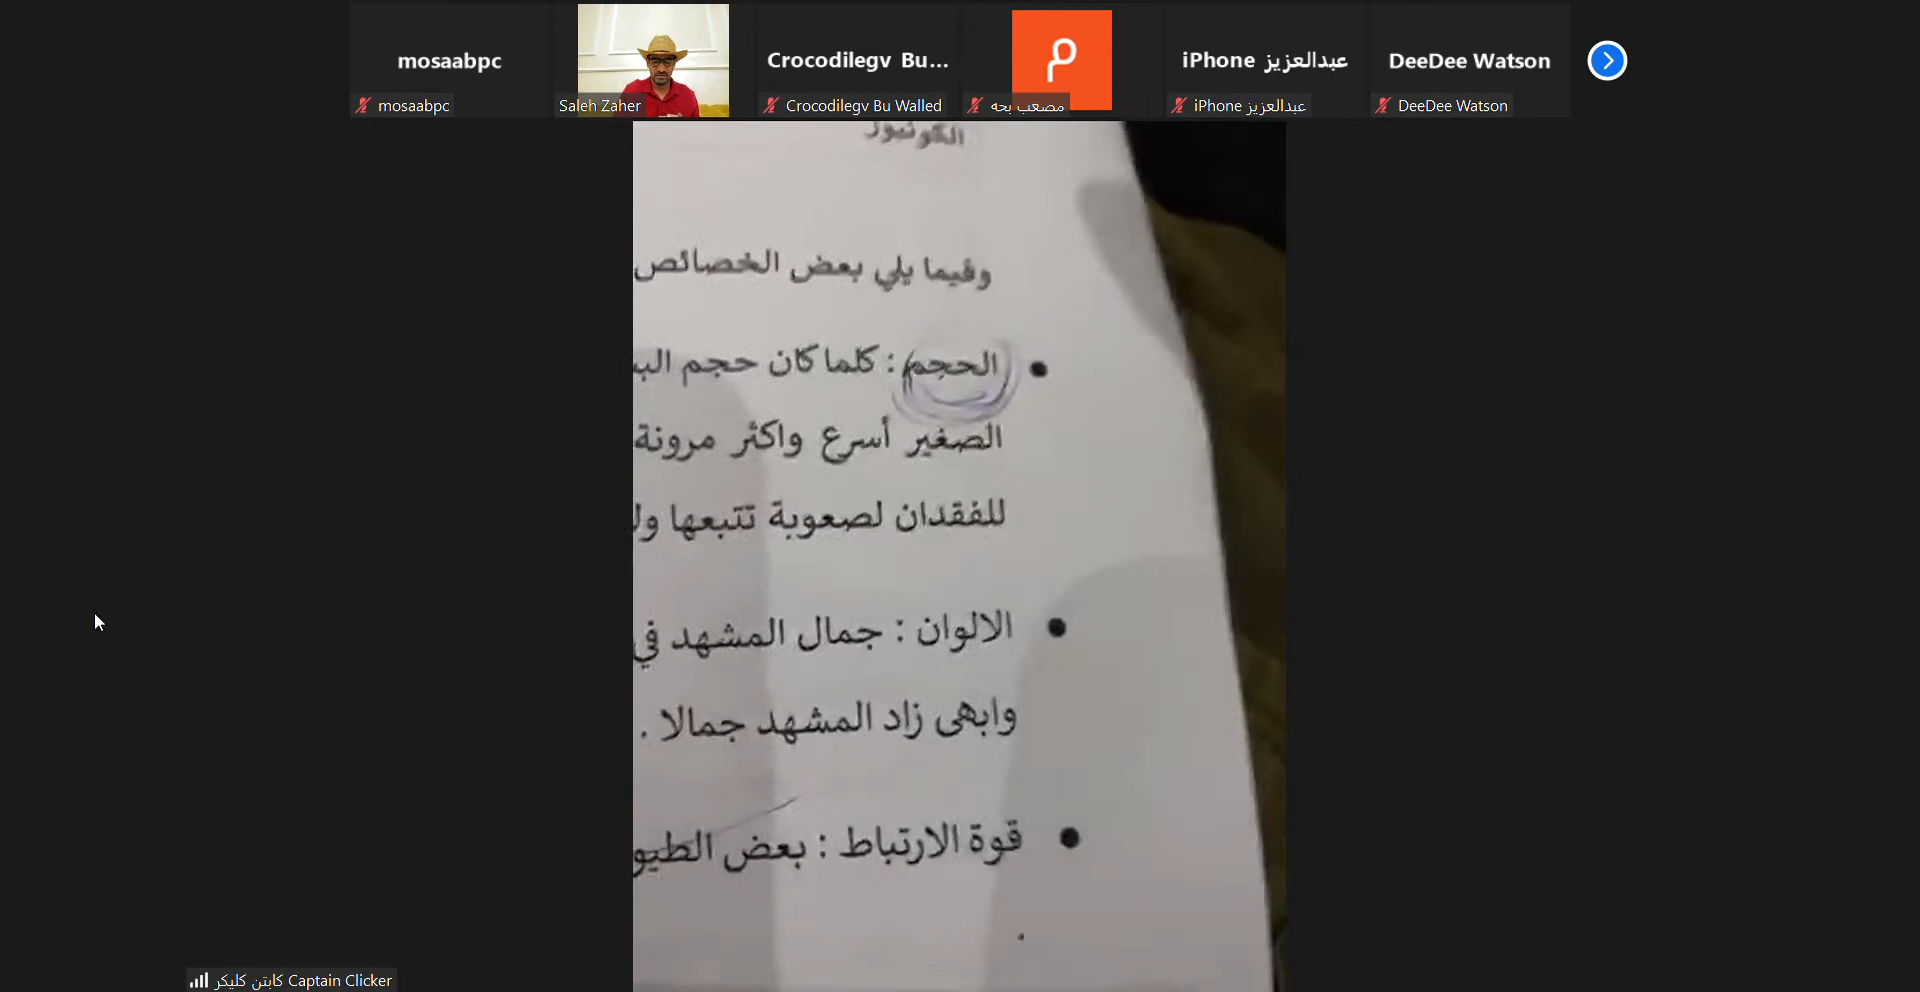 mosaabpc
Crocodilegv Bu...
م
iPhone عبدالعزيز
DeeDee Watson
mosaabpc
Saleh Zaher
Crocodilegv Bu Walled
مصعب بحه
iPhone عبدالعزيز
DeeDee Watson
وفيما يلي بعض الخصائص
• الحجم : كلما كان حجم
الصغير أسرع واكثر مرونة
للفقدان لصعوبة تتبعها
• الالوان : جمال المشهد في
وابهى زاد المشهد جمالا .
• قوة الارتباط : بعض
كابتن كليكر Captain Clicker